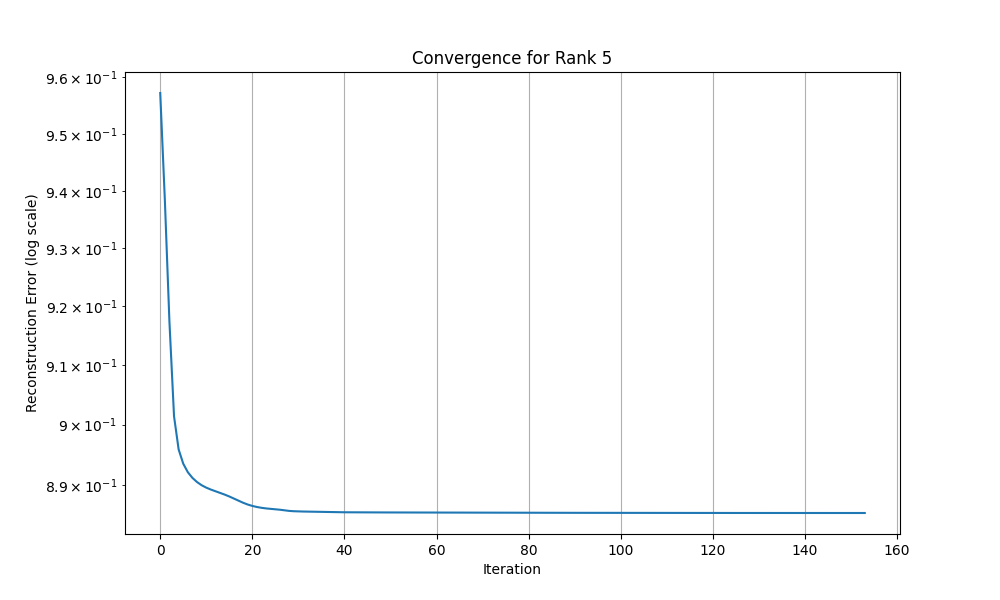 Convergence for Rank 5
Reconstruction Error (log scale)
9.6 × 10⁻¹
9.5 × 10⁻¹
9.4 × 10⁻¹
9.3 × 10⁻¹
9.2 × 10⁻¹
9.1 × 10⁻¹
9 × 10⁻¹
8.9 × 10⁻¹
0 20 40 60 80 100 120 140 160
Iteration